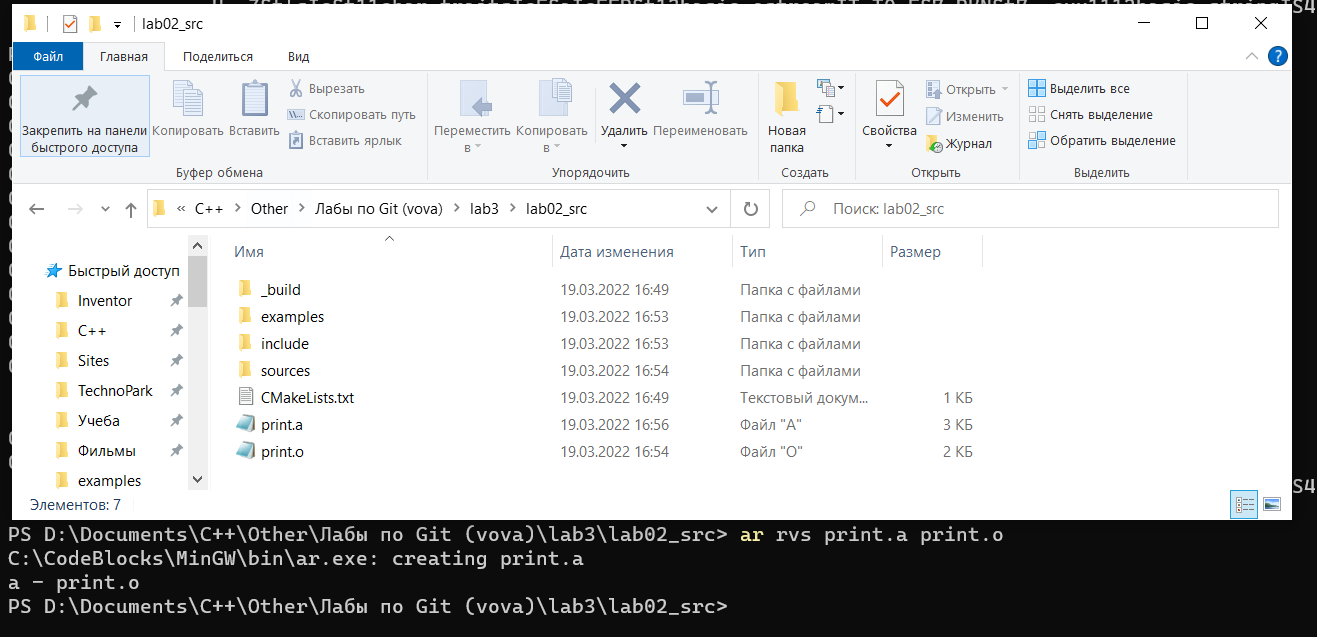 lab02_src
Файл Главная Поделиться Вид
Закрепить на панели быстрого доступа
Копировать
Вставить
Вырезать
Скопировать путь
Вставить ярлык
Буфер обмена
Переместить в
Копировать в
Удалить
Переименовать
Упорядочить
Новая папка
Создать
Свойства
Открыть
Изменить
Журнал
Открыть
Выделить все
Снять выделение
Обратить выделение
Выделить
« C++ > Other > Лабы по Git (vova) > lab3 > lab02_src
Поиск: lab02_src
Быстрый доступ
Inventor
C++
Sites
TechnoPark
Учеба
Фильмы
examples
Имя Дата изменения Тип Размер
_build 19.03.2022 16:49 Папка с файлами
examples 19.03.2022 16:53 Папка с файлами
include 19.03.2022 16:53 Папка с файлами
sources 19.03.2022 16:54 Папка с файлами
CMakeLists.txt 19.03.2022 16:49 Текстовый докум... 1 КБ
print.a 19.03.2022 16:56 Файл "A" 3 КБ
print.o 19.03.2022 16:54 Файл "O" 2 КБ
Элементов: 7
PS D:\Documents\C++\Other\Лабы по Git (vova)\lab3\lab02_src> ar rvs print.a print.o
C:\CodeBlocks\MinGW\bin\ar.exe: creating print.a
a - print.o
PS D:\Documents\C++\Other\Лабы по Git (vova)\lab3\lab02_src>